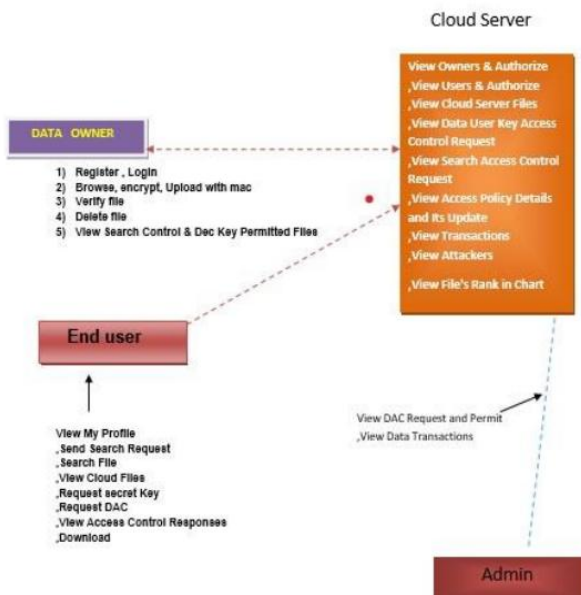 Cloud Server
View Owners & Authorize
,View Users & Authorize
,View Cloud Server Files
,View Data User Key Access
Control Request
,View Search Access Control
Request
,View Access Policy Details
and Its Update
,View Transactions
,View Attackers
,View File's Rank in Chart
DATA OWNER
1) Register , Login
2) Browse, encrypt, Upload with mac
3) Verify file
4) Delete file
5) View Search Control & Dec Key Permitted Files
End user
View My Profile
,Send Search Request
,Search File
,View Cloud Files
,Request secret Key
,Request DAC
,View Access Control Responses
,Download
View DAC Request and Permit
,View Data Transactions
Admin